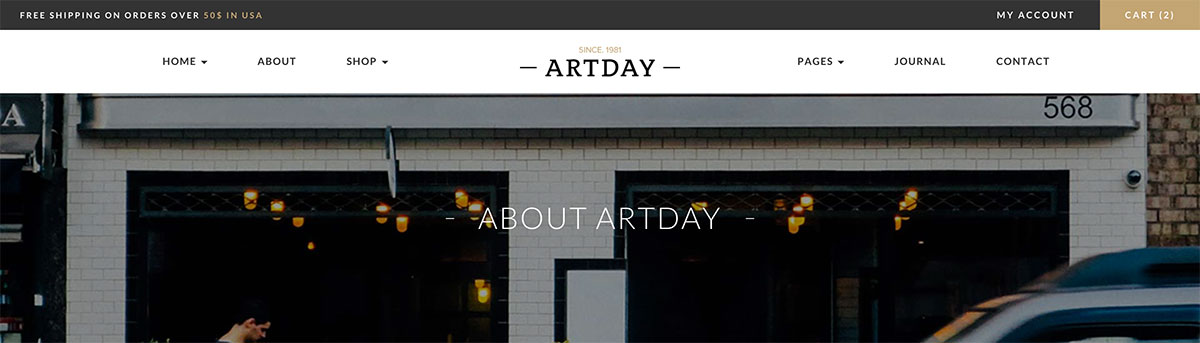 FREE SHIPPING ON ORDERS OVER 50$ IN USA
MY ACCOUNT
CART (2)
HOME
ABOUT
SHOP
SINCE. 1981
– ARTDAY –
PAGES
JOURNAL
CONTACT
A
568
- ABOUT ARTDAY -